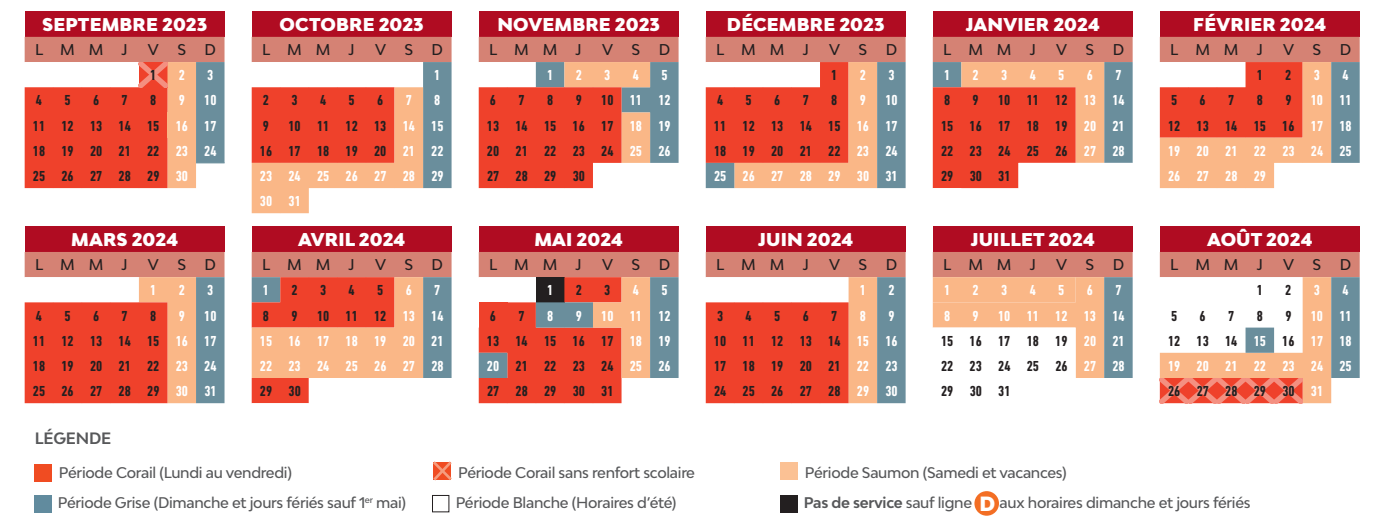 SEPTEMBRE 2023
L M M J V S D
1 2 3
4 5 6 7 8 9 10
11 12 13 14 15 16 17
18 19 20 21 22 23 24
25 26 27 28 29 30
OCTOBRE 2023
L M M J V S D
1
2 3 4 5 6 7 8
9 10 11 12 13 14 15
16 17 18 19 20 21 22
23 24 25 26 27 28 29
30 31
NOVEMBRE 2023
L M M J V S D
1 2 3 4 5
6 7 8 9 10 11 12
13 14 15 16 17 18 19
20 21 22 23 24 25 26
27 28 29 30
DÉCEMBRE 2023
L M M J V S D
1 2 3
4 5 6 7 8 9 10
11 12 13 14 15 16 17
18 19 20 21 22 23 24
25 26 27 28 29 30 31
JANVIER 2024
L M M J V S D
1 2 3 4 5 6 7
8 9 10 11 12 13 14
15 16 17 18 19 20 21
22 23 24 25 26 27 28
29 30 31
FÉVRIER 2024
L M M J V S D
1 2 3 4
5 6 7 8 9 10 11
12 13 14 15 16 17 18
19 20 21 22 23 24 25
26 27 28 29
MARS 2024
L M M J V S D
1 2 3
4 5 6 7 8 9 10
11 12 13 14 15 16 17
18 19 20 21 22 23 24
25 26 27 28 29 30 31
AVRIL 2024
L M M J V S D
1 2 3 4 5 6 7
8 9 10 11 12 13 14
15 16 17 18 19 20 21
22 23 24 25 26 27 28
29 30
MAI 2024
L M M J V S D
1 2 3 4 5
6 7 8 9 10 11 12
13 14 15 16 17 18 19
20 21 22 23 24 25 26
27 28 29 30 31
JUIN 2024
L M M J V S D
1 2
3 4 5 6 7 8 9
10 11 12 13 14 15 16
17 18 19 20 21 22 23
24 25 26 27 28 29 30
JUILLET 2024
L M M J V S D
1 2 3 4 5 6 7
8 9 10 11 12 13 14
15 16 17 18 19 20 21
22 23 24 25 26 27 28
29 30 31
AOÛT 2024
L M M J V S D
1 2 3 4
5 6 7 8 9 10 11
12 13 14 15 16 17 18
19 20 21 22 23 24 25
26 27 28 29 30 31
LÉGENDE
Période Corail (Lundi au vendredi)
Période Corail sans renfort scolaire
Période Saumon (Samedi et vacances)
Période Grise (Dimanche et jours fériés sauf 1er mai)
Période Blanche (Horaires d'été)
Pas de service sauf ligne D aux horaires dimanche et jours fériés